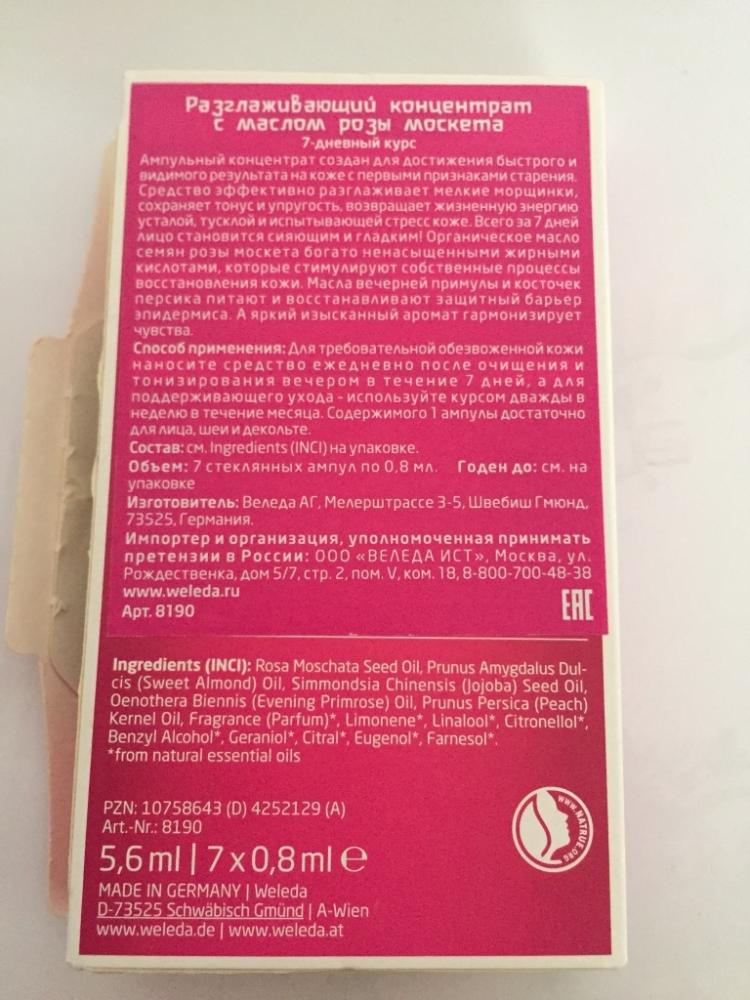 Разглаживающий концентрат
с маслом розы москета
7-дневный курс
Ампульный концентрат создан для достижения быстрого и
видимого результата на коже с первыми признаками старения.
Средство эффективно разглаживает мелкие морщинки,
сохраняет тонус и упругость, возвращает жизненную энергию
усталой, тусклой и испытывающей стресс коже. Всего за 7 дней
лицо становится сияющим и гладким! Органическое масло
семян розы москета богато ненасыщенными жирными
кислотами, которые стимулируют собственные процессы
восстановления кожи. Масла вечерней примулы и косточек
персика питают и восстанавливают защитный барьер
эпидермиса. А яркий изысканный аромат гармонизирует
чувства.
Способ применения: Для требовательной обезвоженной кожи
наносите средство ежедневно после очищения и
тонизирования вечером в течение 7 дней, а для
поддерживающего ухода - используйте курсом дважды в
неделю в течение месяца. Содержимого 1 ампулы достаточно
для лица, шеи и декольте.
Состав: см. Ingredients (INCI) на упаковке.
Объем: 7 стеклянных ампул по 0,8 мл. Годен до: см. на
упаковке
Изготовитель: Веледа АГ, Мелерштрассе 3-5, Швебиш Гмюнд,
73525, Германия.
Импортер и организация, уполномоченная принимать
претензии в России: ООО «ВЕЛЕДА ИСТ», Москва, ул.
Рождественка, дом 5/7, стр. 2, пом. V, ком. 18, 8-800-700-48-38
www.weleda.ru
Арт. 8190
EAC
Ingredients (INCI): Rosa Moschata Seed Oil, Prunus Amygdalus Dul-
cis (Sweet Almond) Oil, Simmondsia Chinensis (Jojoba) Seed Oil,
Oenothera Biennis (Evening Primrose) Oil, Prunus Persica (Peach)
Kernel Oil, Fragrance (Parfum)*, Limonene*, Linalool*, Citronellol*,
Benzyl Alcohol*, Geraniol*, Citral*, Eugenol*, Farnesol*.
*from natural essential oils
PZN: 10758643 (D) 4252129 (A)
Art.-Nr.: 8190
5,6 ml | 7 x 0,8 ml ℮
MADE IN GERMANY | Weleda
D-73525 Schwäbisch Gmünd | A-Wien
www.weleda.de | www.weleda.at
WWW.NATRUE.ORG